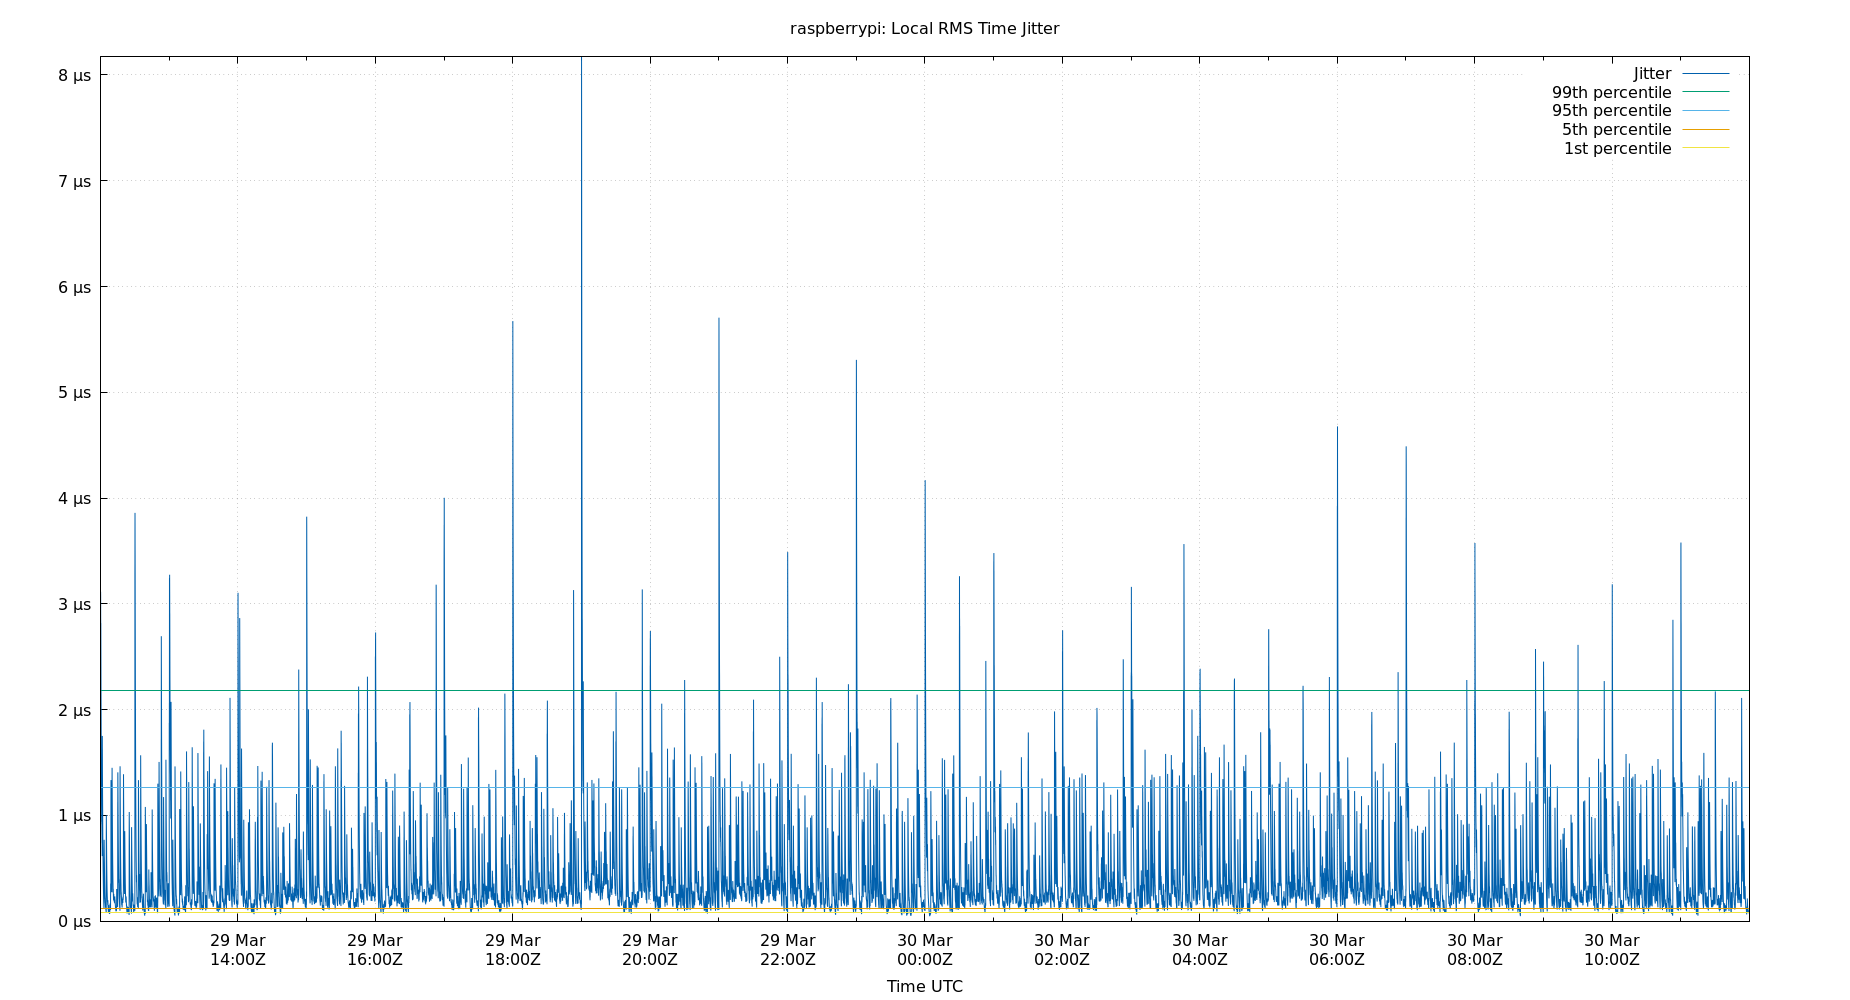 raspberrypi: Local RMS Time Jitter
Jitter
99th percentile
95th percentile
5th percentile
1st percentile
8 µs
7 µs
6 µs
5 µs
4 µs
3 µs
2 µs
1 µs
0 µs
29 Mar 29 Mar 29 Mar 29 Mar 29 Mar 30 Mar 30 Mar 30 Mar 30 Mar 30 Mar 30 Mar
14:00Z 16:00Z 18:00Z 20:00Z 22:00Z 00:00Z 02:00Z 04:00Z 06:00Z 08:00Z 10:00Z
Time UTC